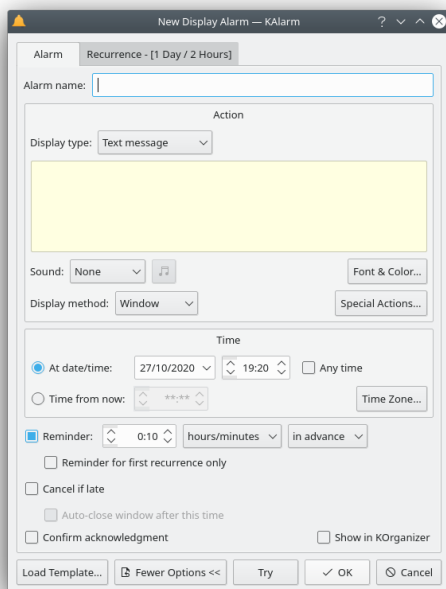 New Display Alarm — KAlarm
Alarm
Recurrence - [1 Day / 2 Hours]
Alarm name:
Action
Display type: Text message
Sound: None
Font & Color...
Display method: Window
Special Actions...
Time
At date/time: 27/10/2020 19:20 Any time
Time from now: **:** Time Zone...
Reminder: 0:10 hours/minutes in advance
Reminder for first recurrence only
Cancel if late
Auto-close window after this time
Confirm acknowledgment
Show in KOrganizer
Load Template... Fewer Options << Try OK Cancel